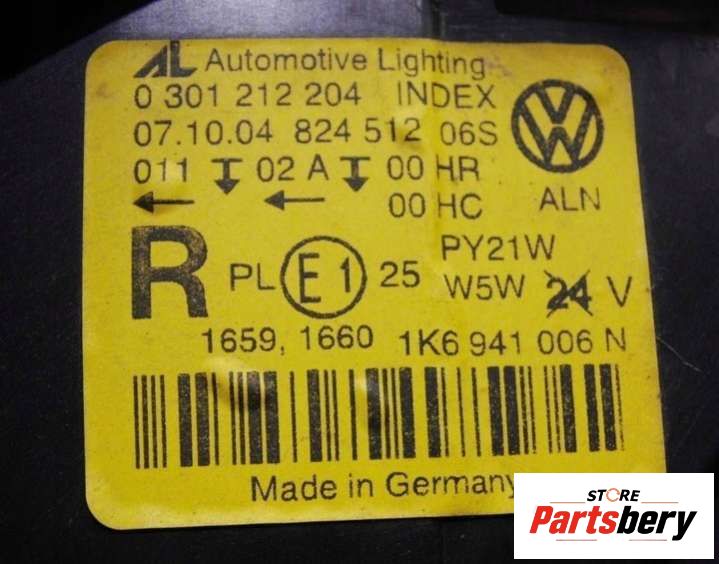 AL Automotive Lighting
0 301 212 204 INDEX
07.10.04 824 512 06S
011 02 A 00 HR
00 HC
VW
ALN
R PL E1 25
PY21W
W5W 24 V
1659, 1660 1K6 941 006 N
Made in Germany
STORE
Partsbery